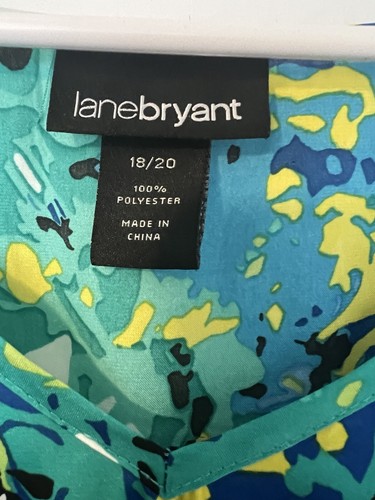 lanebryant
18/20
100%
POLYESTER
MADE IN
CHINA